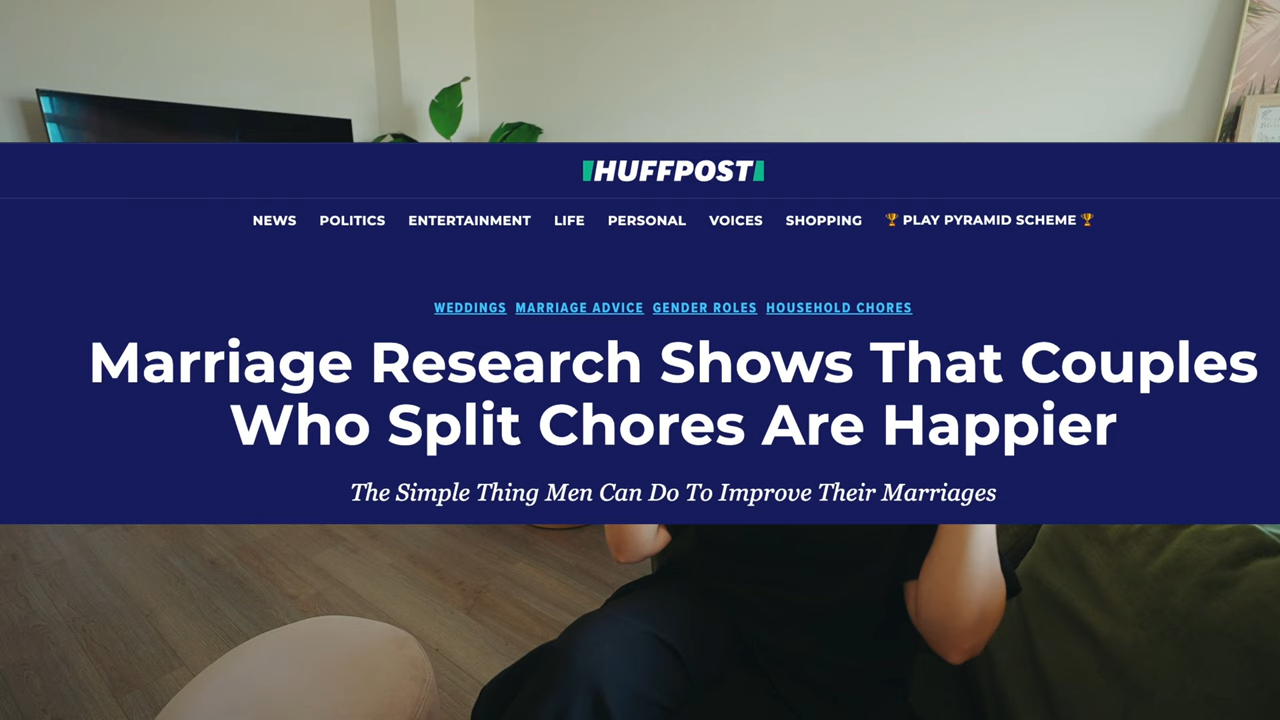 HUFFPOST
NEWS POLITICS ENTERTAINMENT LIFE PERSONAL VOICES SHOPPING 🏆 PLAY PYRAMID SCHEME 🏆
WEDDINGS MARRIAGE ADVICE GENDER ROLES HOUSEHOLD CHORES
Marriage Research Shows That Couples
Who Split Chores Are Happier
The Simple Thing Men Can Do To Improve Their Marriages